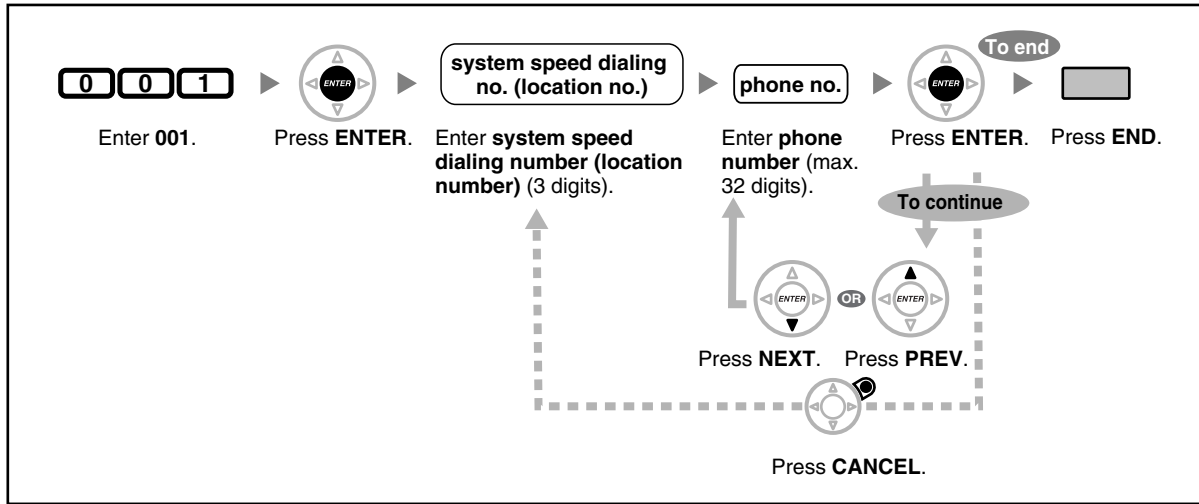 To end
0 0 1
ENTER
system speed dialing
no. (location no.)
phone no.
ENTER
Enter 001.
Press ENTER.
Enter system speed
dialing number (location
number) (3 digits).
Enter phone
number (max.
32 digits).
Press ENTER.
Press END.
To continue
ENTER
OR
ENTER
Press NEXT.
Press PREV.
Press CANCEL.